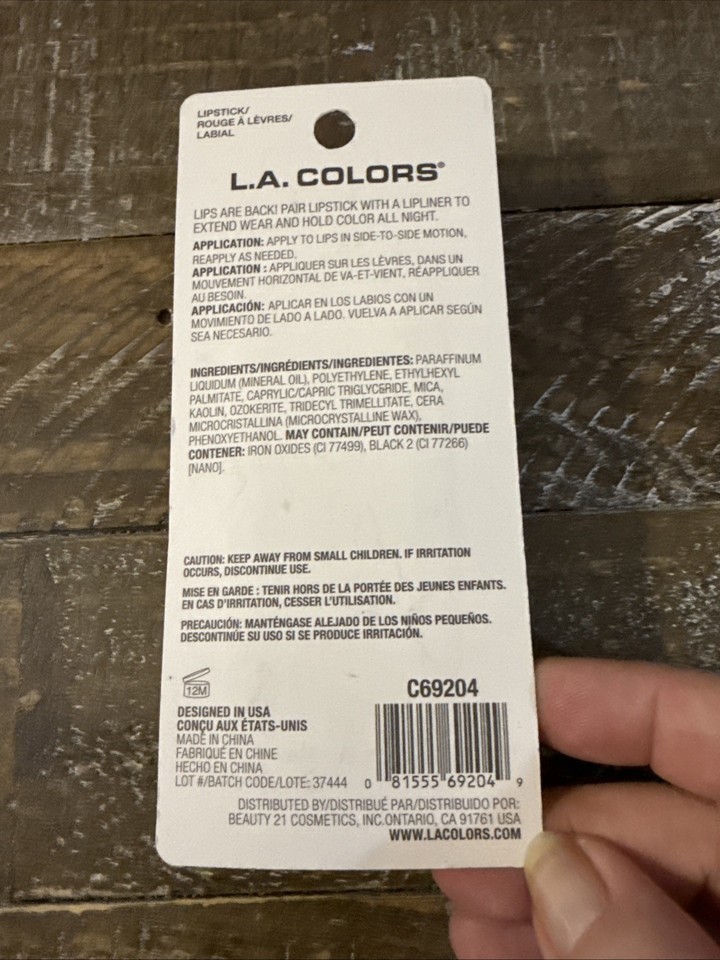 LIPSTICK/
ROUGE À LÈVRES/
LABIAL
L.A. COLORS®
LIPS ARE BACK! PAIR LIPSTICK WITH A LIPLINER TO
EXTEND WEAR AND HOLD COLOR ALL NIGHT.
APPLICATION: APPLY TO LIPS IN SIDE-TO-SIDE MOTION,
REAPPLY AS NEEDED.
APPLICATION : APPLIQUER SUR LES LÈVRES, DANS UN
MOUVEMENT HORIZONTAL DE VA-ET-VIENT, RÉAPPLIQUER
AU BESOIN.
APPLICACIÓN: APLICAR EN LOS LABIOS CON UN
MOVIMIENTO DE LADO A LADO. VUELVA A APLICAR SEGÚN
SEA NECESARIO.
INGREDIENTS/INGRÉDIENTS/INGREDIENTES: PARAFFINUM
LIQUIDUM (MINERAL OIL), POLYETHYLENE, ETHYLHEXYL
PALMITATE, CAPRYLIC/CAPRIC TRIGLYCERIDE, MICA,
KAOLIN, OZOKERITE, TRIDECYL TRIMELLITATE, CERA
MICROCRISTALLINA (MICROCRYSTALLINE WAX),
PHENOXYETHANOL. MAY CONTAIN/PEUT CONTENIR/PUEDE
CONTENER: IRON OXIDES (CI 77499), BLACK 2 (CI 77266)
[NANO].
CAUTION: KEEP AWAY FROM SMALL CHILDREN. IF IRRITATION
OCCURS, DISCONTINUE USE.
MISE EN GARDE : TENIR HORS DE LA PORTÉE DES JEUNES ENFANTS.
EN CAS D'IRRITATION, CESSER L'UTILISATION.
PRECAUCIÓN: MANTÉNGASE ALEJADO DE LOS NIÑOS PEQUEÑOS.
DESCONTINÚE SU USO SI SE PRODUCE IRRITACIÓN.
12M
DESIGNED IN USA
CONÇU AUX ÉTATS-UNIS
MADE IN CHINA
FABRIQUÉ EN CHINE
HECHO EN CHINA
LOT #/BATCH CODE/LOTE: 37444
C69204
0 81555 69204 9
DISTRIBUTED BY/DISTRIBUÉ PAR/DISTRIBUIDO POR:
BEAUTY 21 COSMETICS, INC.ONTARIO, CA 91761 USA
WWW.LACOLORS.COM